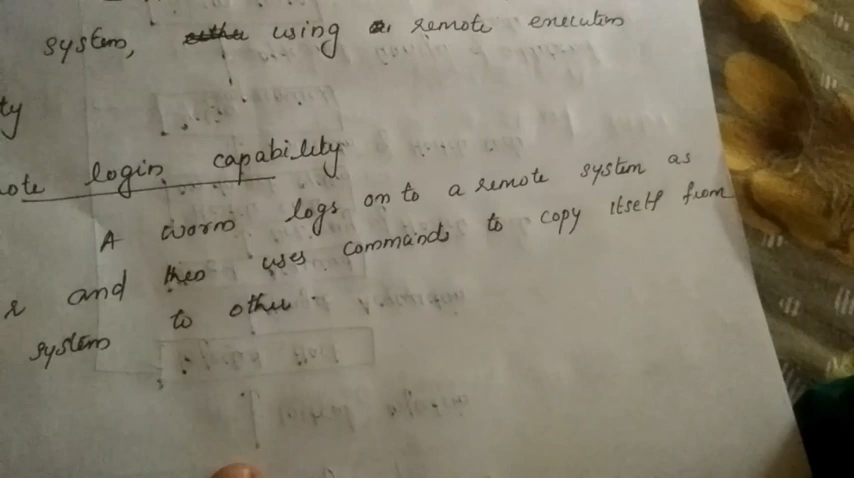 system, using a remote execution
ty
ote login capability
A worm logs on to a remote system as
r and then uses commands to copy itself from
system to other